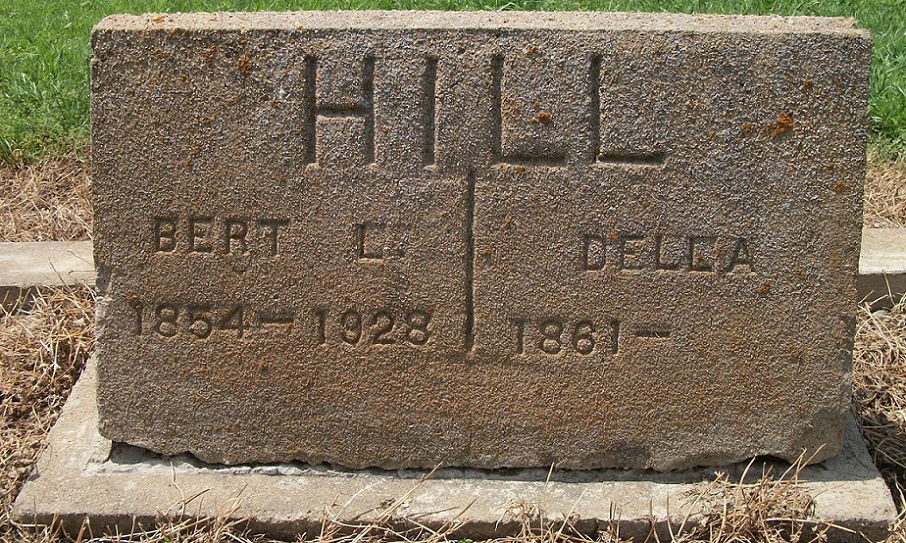 HILL
BERT L.
1854 - 1928
DELLA
1861 -